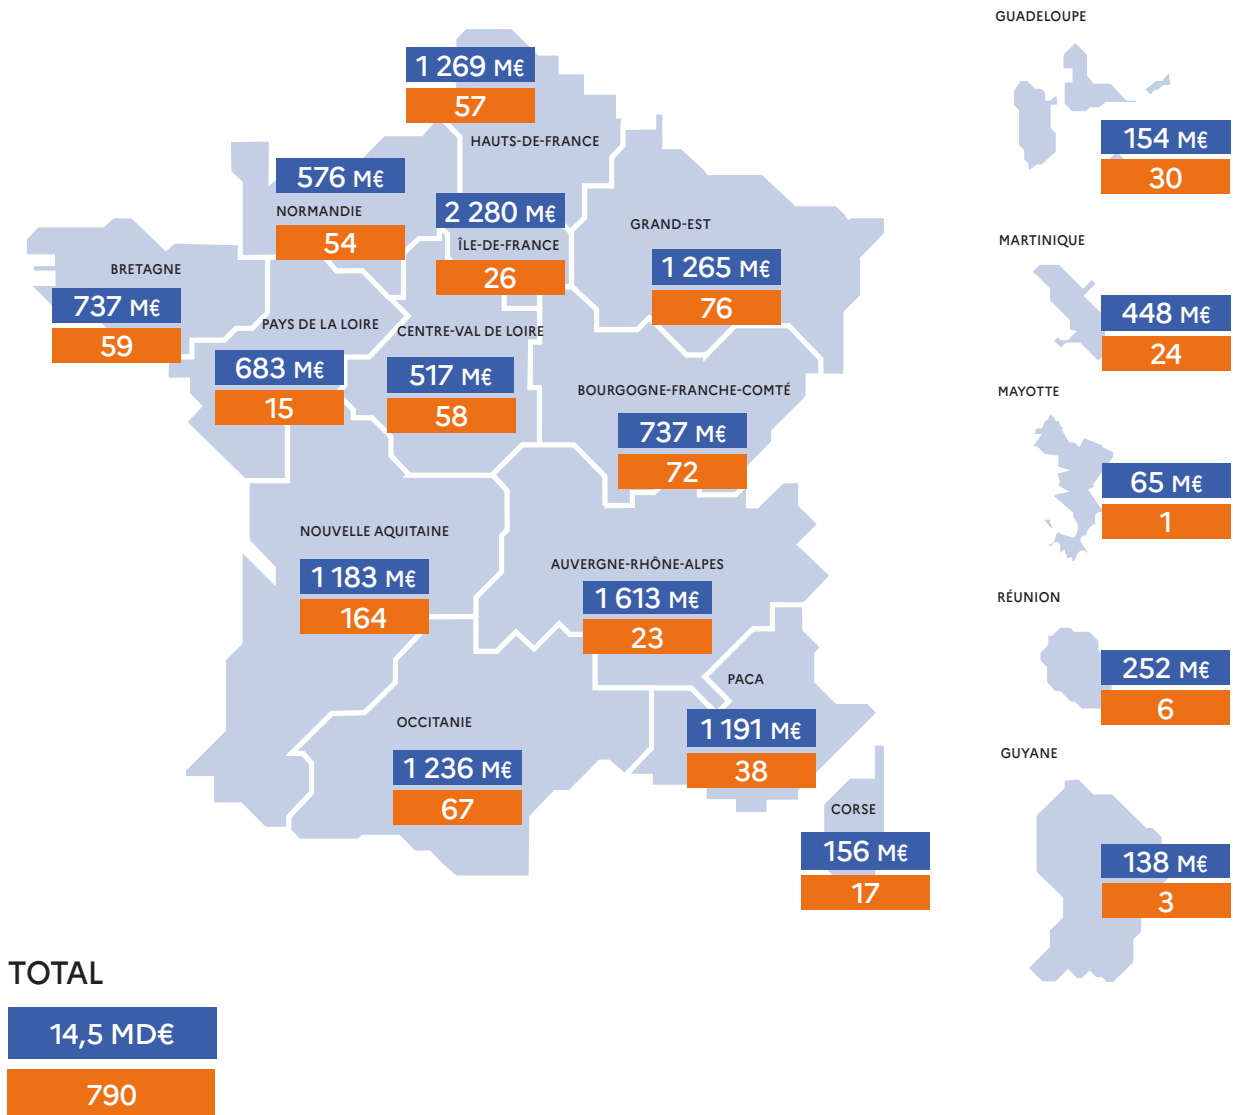 GUADELOUPE
154 M€
30
1 269 M€
57
HAUTS-DE-FRANCE
576 M€
NORMANDIE
54
2 280 M€
ÎLE-DE-FRANCE
26
GRAND-EST
1 265 M€
76
MARTINIQUE
448 M€
24
BRETAGNE
737 M€
59
PAYS DE LA LOIRE
683 M€
15
CENTRE-VAL DE LOIRE
517 M€
58
BOURGOGNE-FRANCHE-COMTÉ
737 M€
72
MAYOTTE
65 M€
1
NOUVELLE AQUITAINE
1 183 M€
164
AUVERGNE-RHÔNE-ALPES
1 613 M€
23
RÉUNION
252 M€
6
PACA
1 191 M€
38
OCCITANIE
1 236 M€
67
GUYANE
138 M€
3
CORSE
156 M€
17
TOTAL
14,5 MD€
790